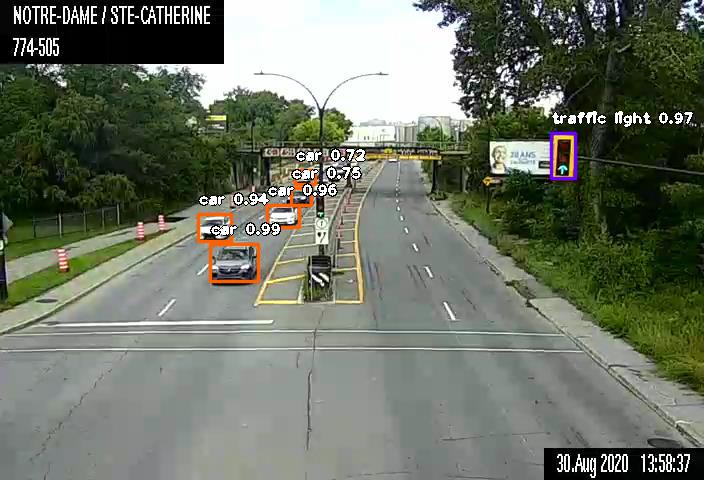 NOTRE-DAME / STE-CATHERINE
774-505
traffic light 0.97
car 0.72
car 0.75
car 0.96
car 0.94
car 0.99
30.Aug 2020 13:58:37